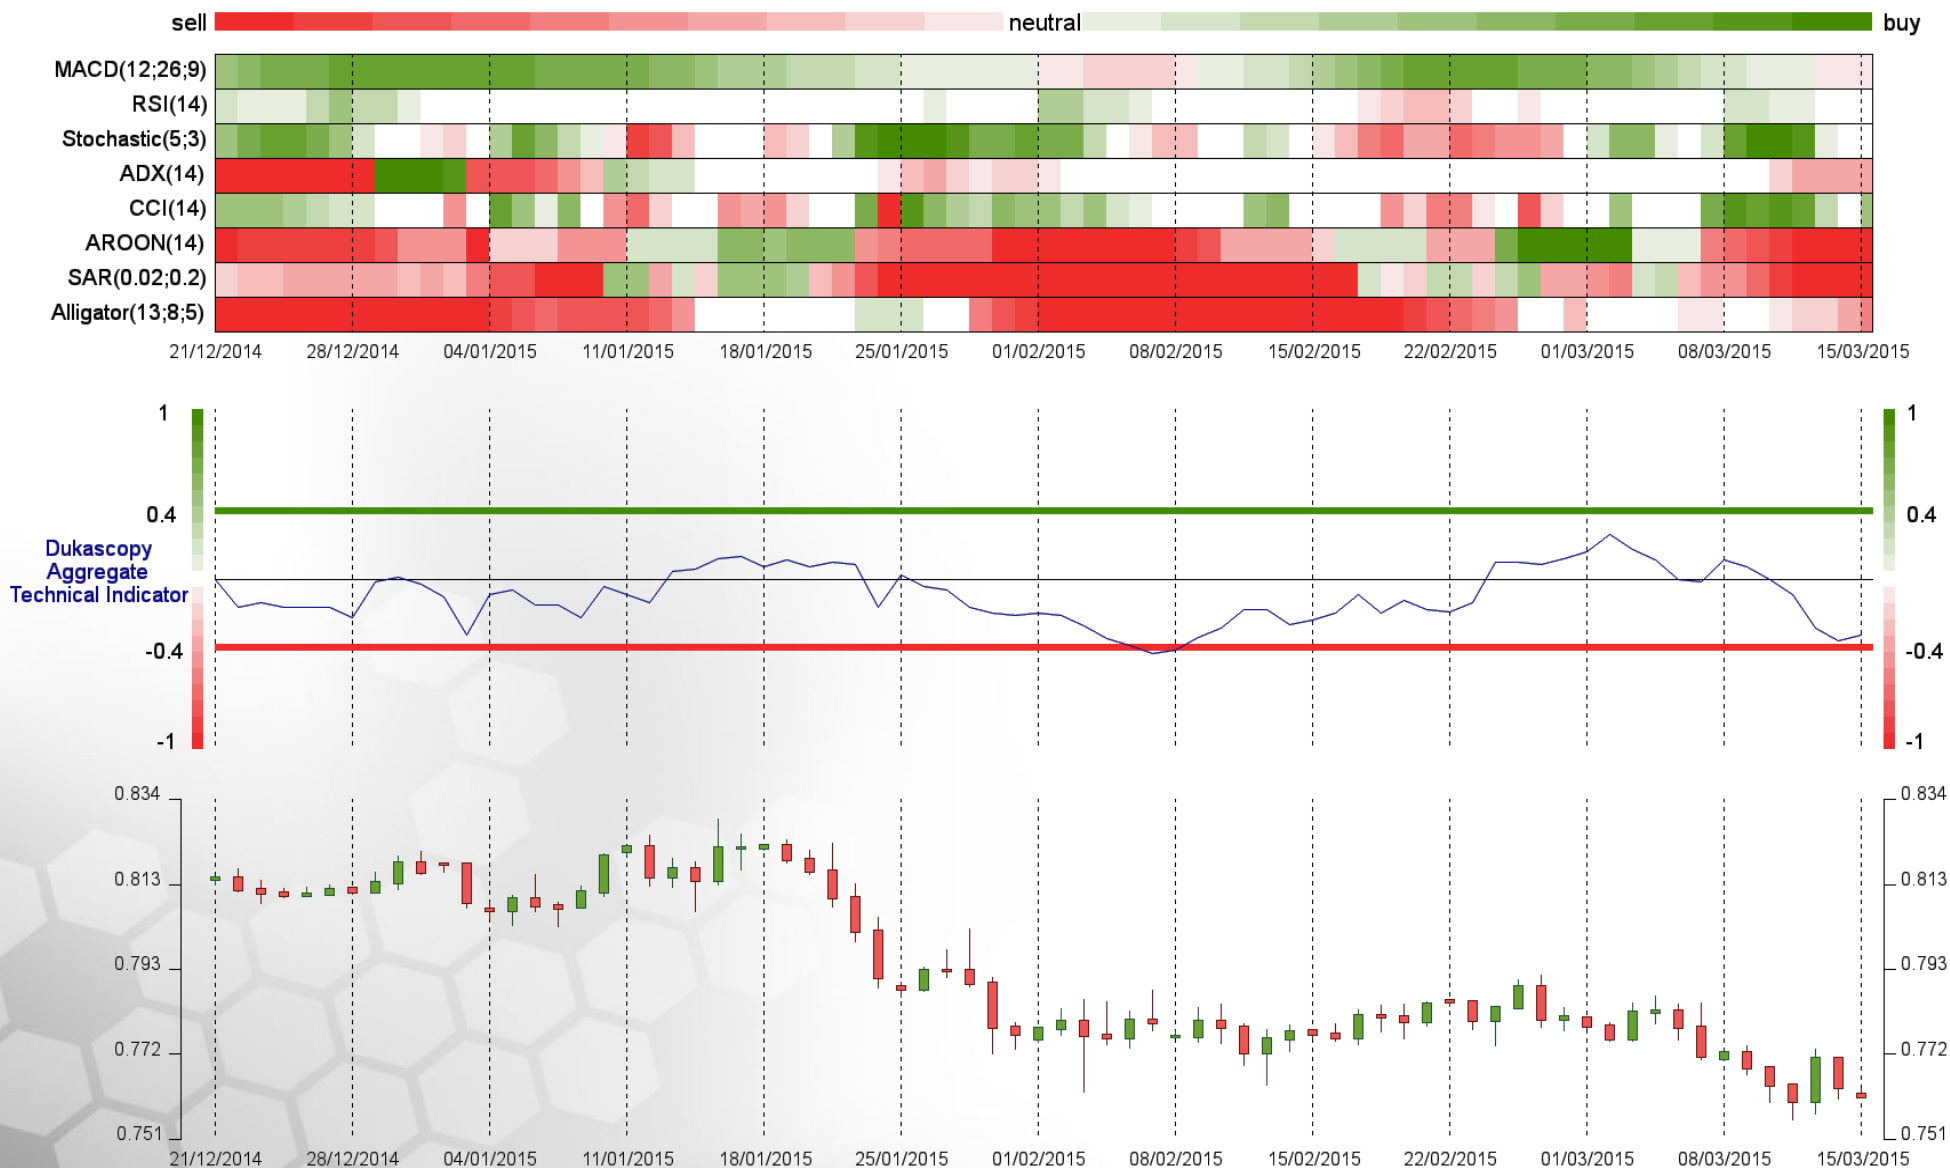 sell neutral buy
MACD(12;26;9)
RSI(14)
Stochastic(5;3)
ADX(14)
CCI(14)
AROON(14)
SAR(0.02;0.2)
Alligator(13;8;5)
21/12/2014 28/12/2014 04/01/2015 11/01/2015 18/01/2015 25/01/2015 01/02/2015 08/02/2015 15/02/2015 22/02/2015 01/03/2015 08/03/2015 15/03/2015
1 1
0.4 0.4
Dukascopy
Aggregate
Technical Indicator
-0.4 -0.4
-1 -1
0.834 0.834
0.813 0.813
0.793 0.793
0.772 0.772
0.751 0.751
21/12/2014 28/12/2014 04/01/2015 11/01/2015 18/01/2015 25/01/2015 01/02/2015 08/02/2015 15/02/2015 22/02/2015 01/03/2015 08/03/2015 15/03/2015